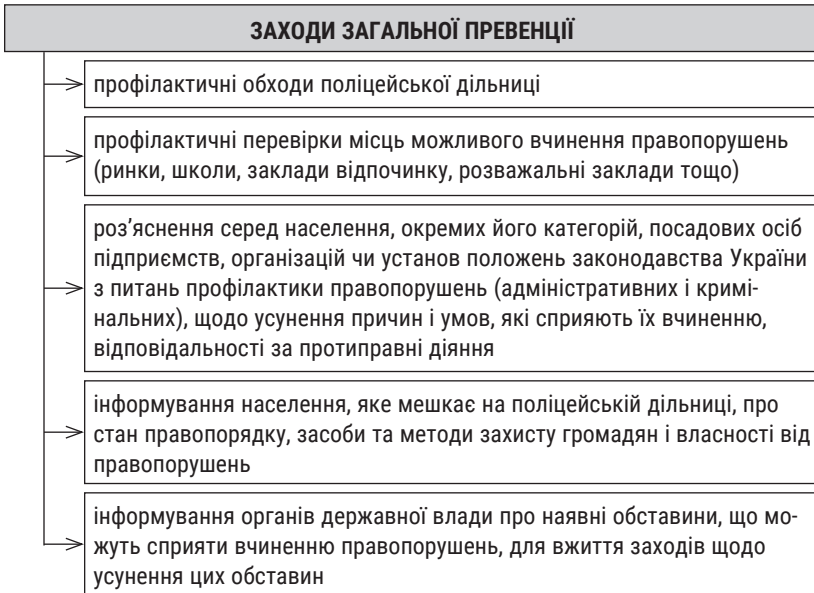 ЗАХОДИ ЗАГАЛЬНОЇ ПРЕВЕНЦІЇ
профілактичні обходи поліцейської дільниці
профілактичні перевірки місць можливого вчинення правопорушень
(ринки, школи, заклади відпочинку, розважальні заклади тощо)
роз’яснення серед населення, окремих його категорій, посадових осіб
підприємств, організацій чи установ положень законодавства України
з питань профілактики правопорушень (адміністративних і кримі-
нальних), щодо усунення причин і умов, які сприяють їх вчиненню,
відповідальності за протиправні діяння
інформування населення, яке мешкає на поліцейській дільниці, про
стан правопорядку, засоби та методи захисту громадян і власності від
правопорушень
інформування органів державної влади про наявні обставини, що мо-
жуть сприяти вчиненню правопорушень, для вжиття заходів щодо
усунення цих обставин